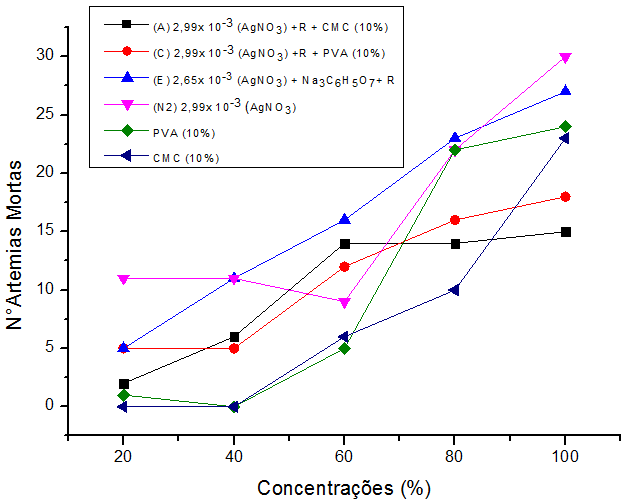 (A) 2,99x 10⁻³ (AgNO₃) +R + CMC (10%)
(C) 2,99x 10⁻³ (AgNO₃) +R + PVA (10%)
(E) 2,65x 10⁻³ (AgNO₃) + Na₃C₆H₅O₇+ R
(N2) 2,99x 10⁻³ (AgNO₃)
PVA (10%)
CMC (10%)
N°Artemias Mortas
30
25
20
15
10
5
0
20 40 60 80 100
Concentrações (%)